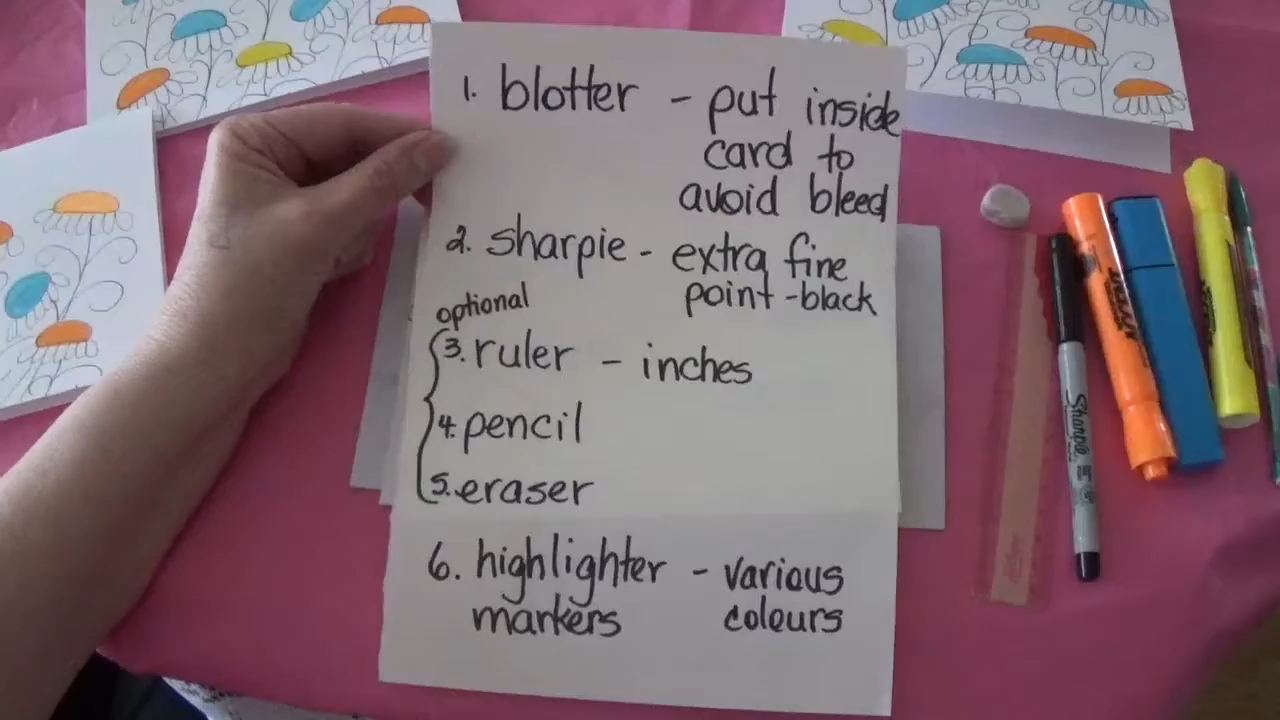 1. blotter - put inside
card to
avoid bleed
2. sharpie - extra fine
point - black
optional
3. ruler - inches
4. pencil
5. eraser
6. highlighter - various
markers colours
Sharpie